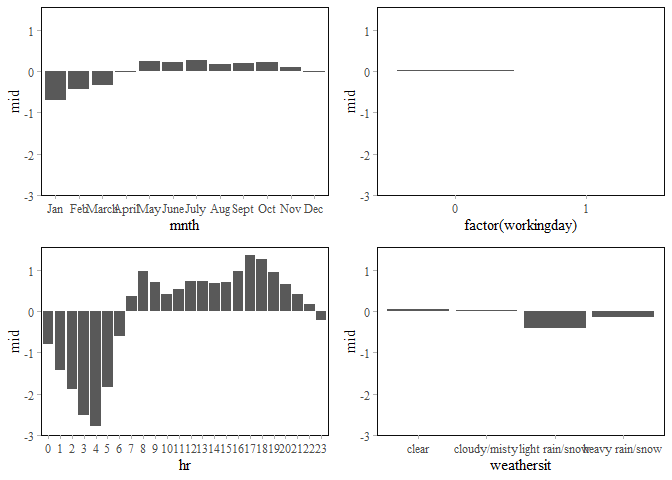 mid
1
0
-1
-2
-3
Jan Feb March April May June July Aug Sept Oct Nov Dec
mnth
mid
1
0
-1
-2
-3
0 1
factor(workingday)
mid
1
0
-1
-2
-3
0 1 2 3 4 5 6 7 8 9 10 11 12 13 14 15 16 17 18 19 20 21 22 23
hr
mid
1
0
-1
-2
-3
clear cloudy/misty light rain/snow heavy rain/snow
weathersit